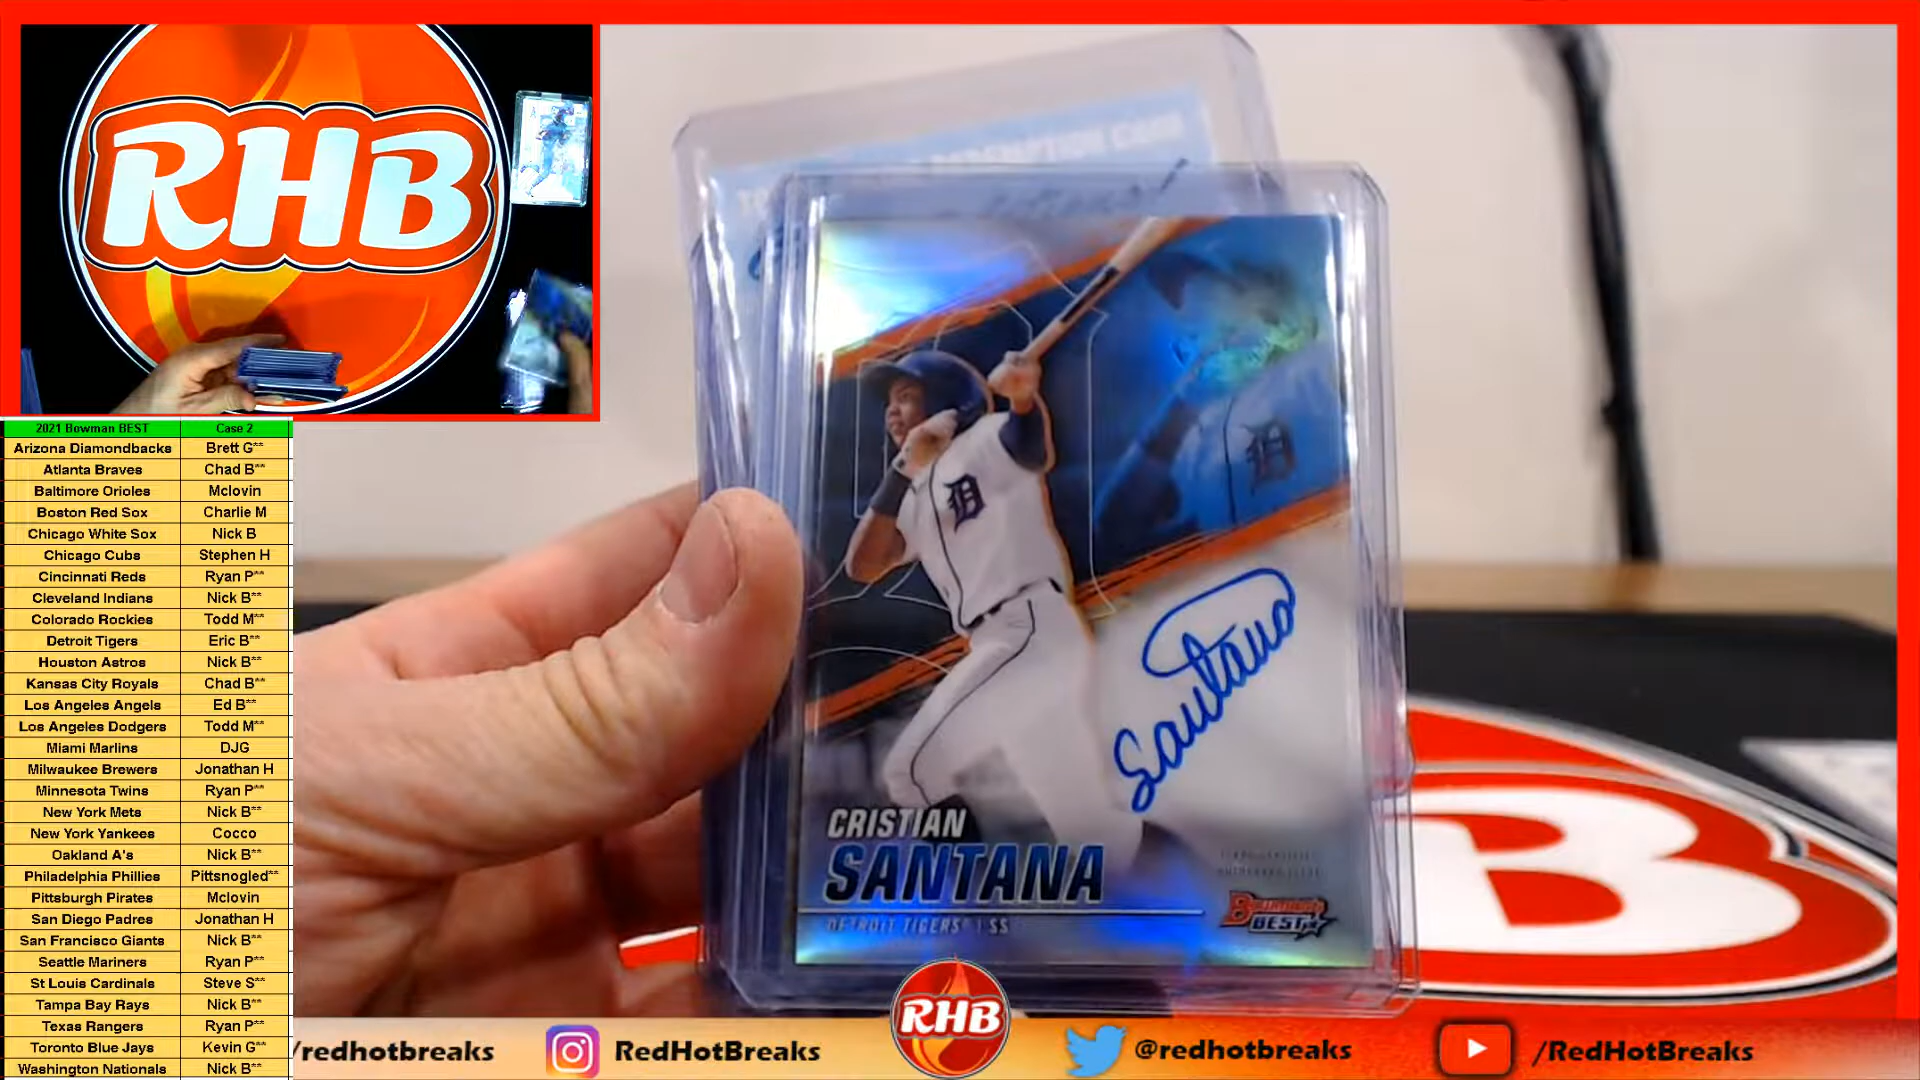 RHB
2021 Bowman BEST Case 2
Arizona Diamondbacks Brett G**
Atlanta Braves Chad B**
Baltimore Orioles Mclovin
Boston Red Sox Charlie M
Chicago White Sox Nick B
Chicago Cubs Stephen H
Cincinnati Reds Ryan P**
Cleveland Indians Nick B**
Colorado Rockies Todd M**
Detroit Tigers Eric B**
Houston Astros Nick B**
Kansas City Royals Chad B**
Los Angeles Angels Ed B**
Los Angeles Dodgers Todd M**
Miami Marlins DJG
Milwaukee Brewers Jonathan H
Minnesota Twins Ryan P**
New York Mets Nick B**
New York Yankees Cocco
Oakland A's Nick B**
Philadelphia Phillies Pittsnogled**
Pittsburgh Pirates Mclovin
San Diego Padres Jonathan H
San Francisco Giants Nick B**
Seattle Mariners Ryan P**
St Louis Cardinals Steve S**
Tampa Bay Rays Nick B**
Texas Rangers Ryan P**
Toronto Blue Jays Kevin G**
Washington Nationals Nick B**
REDEMPTION CARD
D
D
Santana
CRISTIAN
SANTANA
DETROIT TIGERS | SS
BOWMAN'S
BEST
B
RHB
/redhotbreaks
RedHotBreaks
@redhotbreaks
/RedHotBreaks